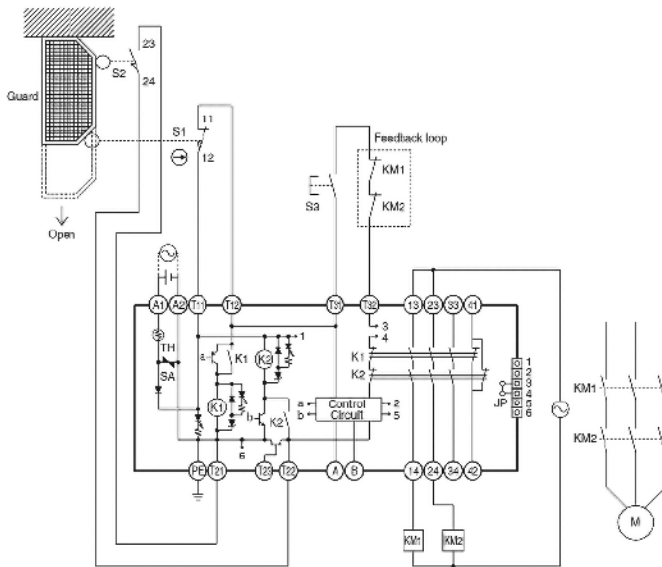 23
S2
24
Guard
11
S1
12
Feedback loop
KM1
S3
KM2
Open
A1 A2 T11 T12 T31 T32 13 23 33 41
1
3
4
TH
a
K1
K2
K1
1
2
3
4
5
6
JP
SA
K2
K1
b
K2
a
b
Control
Circuit
2
5
6
PE T21 T23 T22 A B 14 24 34 42
KM1
KM2
KM1
KM2
M